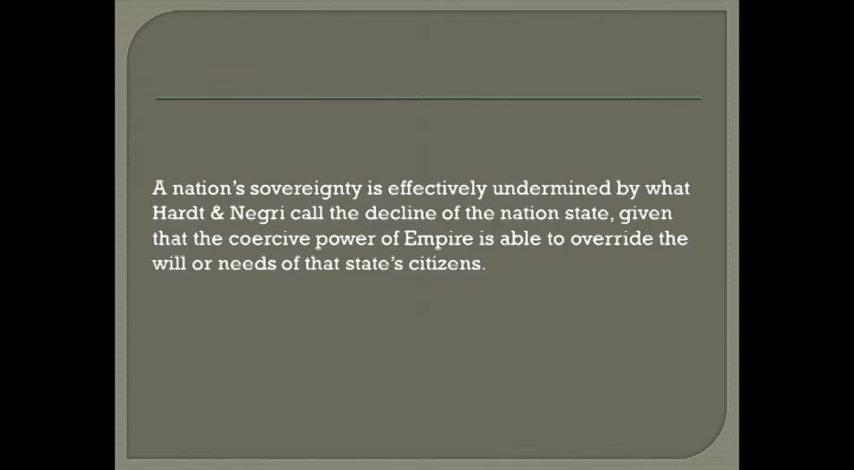 A nation's sovereignty is effectively undermined by what
Hardt & Negri call the decline of the nation state, given
that the coercive power of Empire is able to override the
will or needs of that state's citizens.